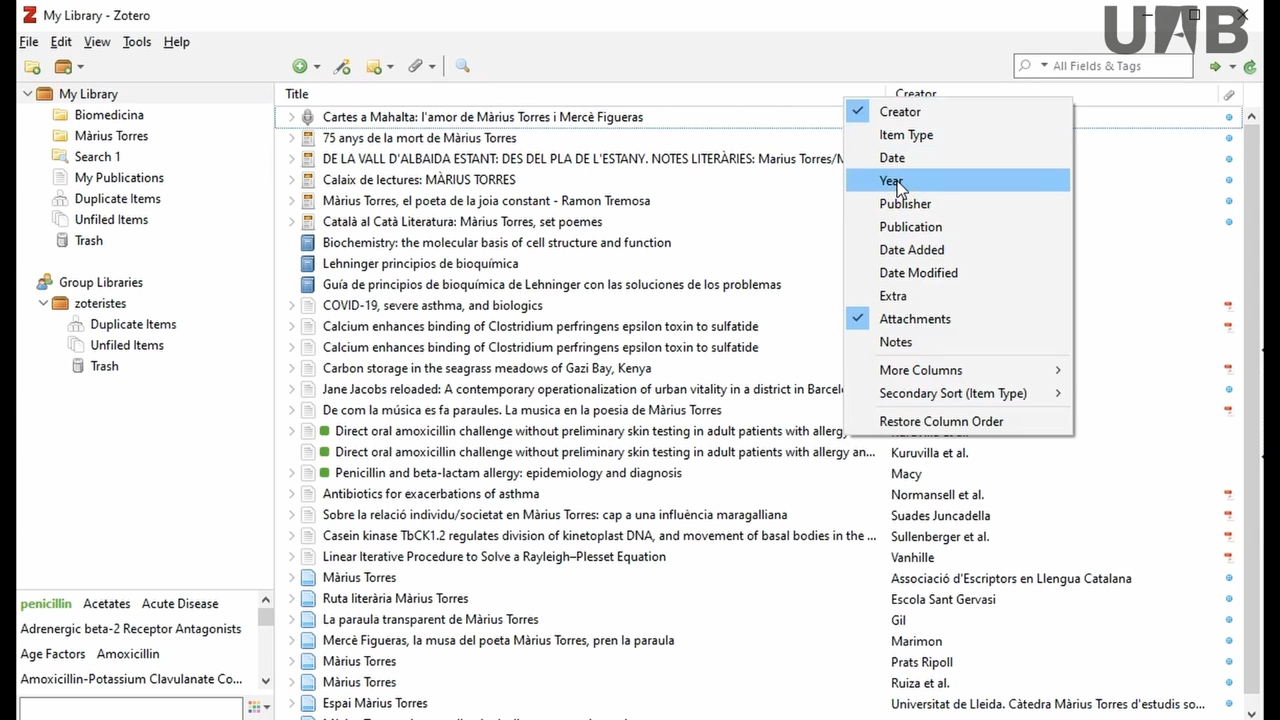 My Library - Zotero
UAB
File Edit View Tools Help
All Fields & Tags
My Library
Biomedicina
Màrius Torres
Search 1
My Publications
Duplicate Items
Unfiled Items
Trash
Group Libraries
zoteristes
Duplicate Items
Unfiled Items
Trash
penicillin Acetates Acute Disease
Adrenergic beta-2 Receptor Antagonists
Age Factors Amoxicillin
Amoxicillin-Potassium Clavulanate Co...
Title Creator
Cartes a Mahalta: l'amor de Màrius Torres i Mercè Figueras
75 anys de la mort de Màrius Torres
DE LA VALL D'ALBAIDA ESTANT: DES DEL PLA DE L'ESTANY. NOTES LITERÀRIES: Marius Torres/M
Calaix de lectures: MÀRIUS TORRES
Màrius Torres, el poeta de la joia constant - Ramon Tremosa
Català al Catà Literatura: Màrius Torres, set poemes
Biochemistry: the molecular basis of cell structure and function
Lehninger principios de bioquímica
Guía de principios de bioquímica de Lehninger con las soluciones de los problemas
COVID-19, severe asthma, and biologics
Calcium enhances binding of Clostridium perfringens epsilon toxin to sulfatide
Calcium enhances binding of Clostridium perfringens epsilon toxin to sulfatide
Carbon storage in the seagrass meadows of Gazi Bay, Kenya
Jane Jacobs reloaded: A contemporary operationalization of urban vitality in a district in Barcelo
De com la música es fa paraules. La musica en la poesia de Màrius Torres
Direct oral amoxicillin challenge without preliminary skin testing in adult patients with allergy
Direct oral amoxicillin challenge without preliminary skin testing in adult patients with allergy an... Kuruvilla et al.
Penicillin and beta-lactam allergy: epidemiology and diagnosis Macy
Antibiotics for exacerbations of asthma Normansell et al.
Sobre la relació individu/societat en Màrius Torres: cap a una influència maragalliana Suades Juncadella
Casein kinase TbCK1.2 regulates division of kinetoplast DNA, and movement of basal bodies in the ... Sullenberger et al.
Linear Iterative Procedure to Solve a Rayleigh–Plesset Equation Vanhille
Màrius Torres Associació d'Escriptors en Llengua Catalana
Ruta literària Màrius Torres Escola Sant Gervasi
La paraula transparent de Màrius Torres Gil
Mercè Figueras, la musa del poeta Màrius Torres, pren la paraula Marimon
Màrius Torres Prats Ripoll
Màrius Torres Ruiza et al.
Espai Màrius Torres Universitat de Lleida. Càtedra Màrius Torres d'estudis so...
Creator
Item Type
Date
Year
Publisher
Publication
Date Added
Date Modified
Extra
Attachments
Notes
More Columns
Secondary Sort (Item Type)
Restore Column Order